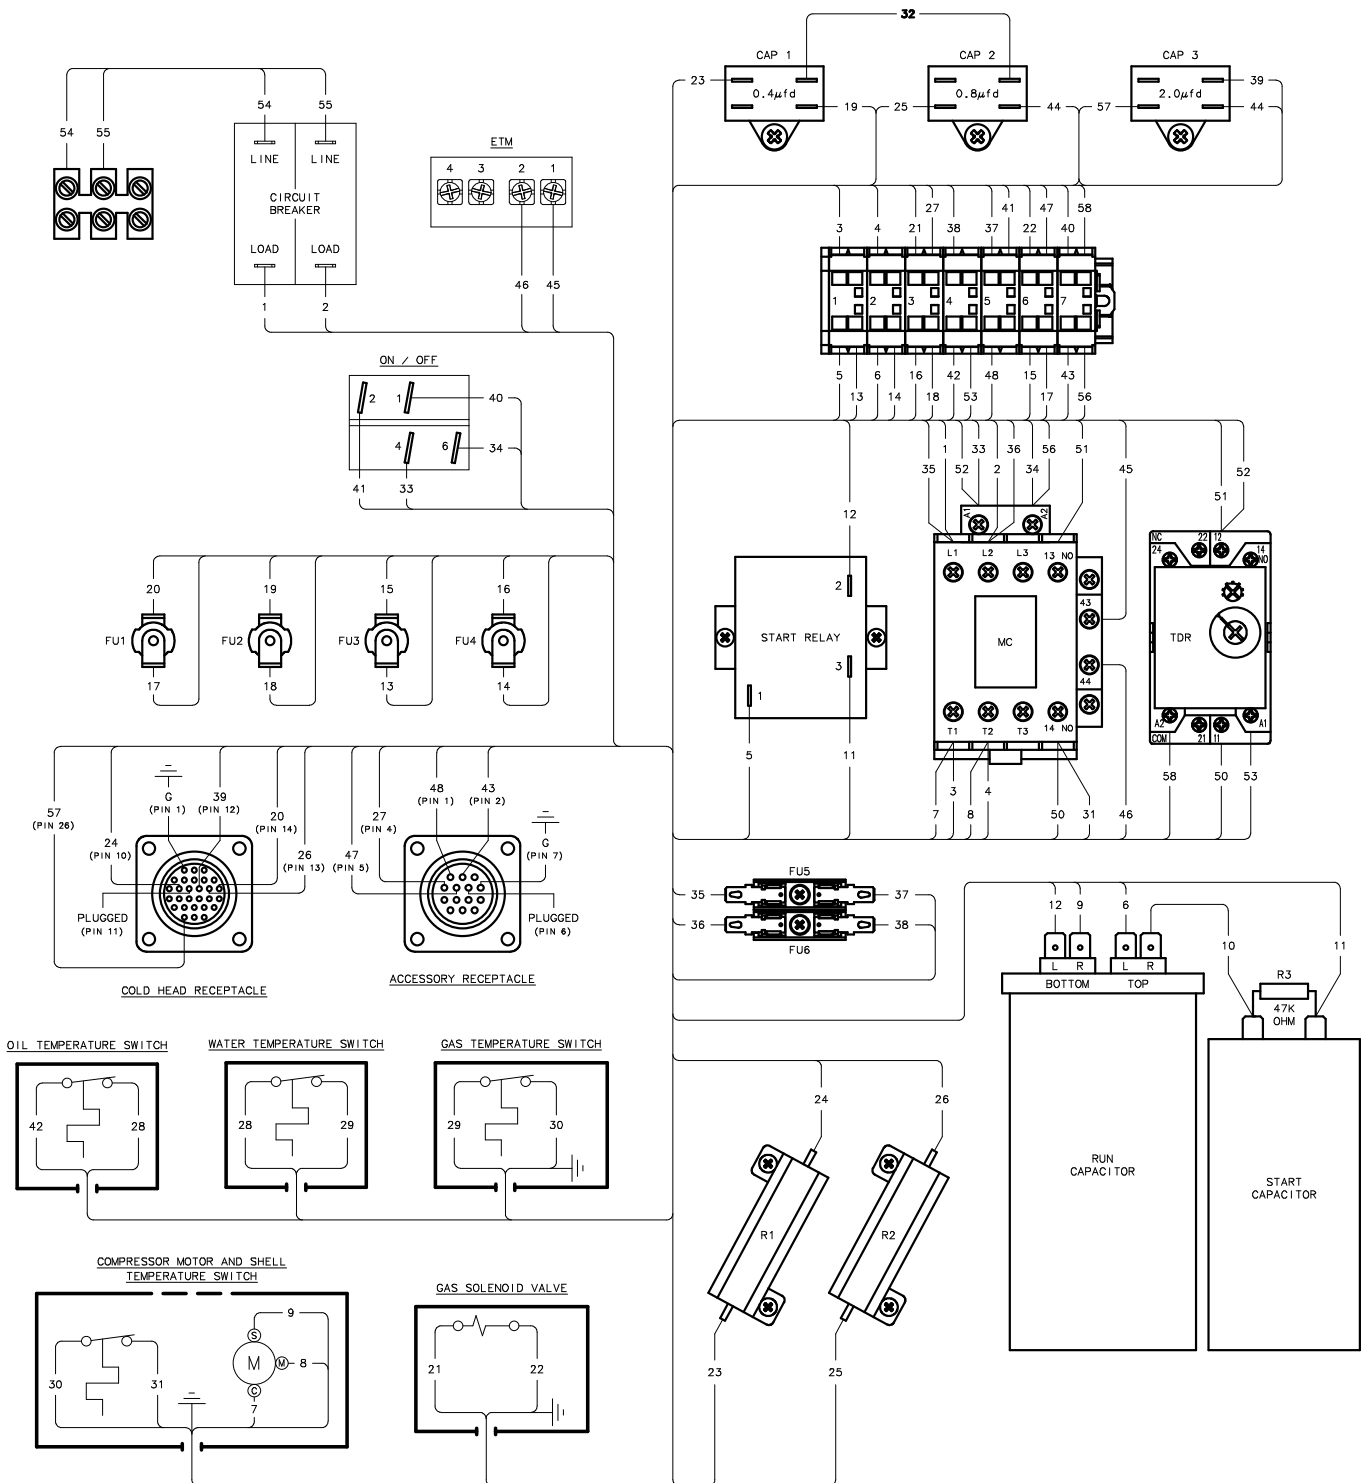 32
CAP 1
CAP 2
CAP 3
23
0.4µfd
19
25
0.8µfd
44
57
2.0µfd
39
44
54
55
54
55
LINE
LINE
CIRCUIT
BREAKER
LOAD
LOAD
1
2
ETM
4
3
2
1
46
45
3
4
21
27
38
37
41
22
47
40
58
1
2
3
4
5
6
7
5
13
6
14
16
18
42
53
48
15
17
43
56
ON / OFF
2
1
40
4
6
34
41
33
35
1
52
33
2
36
34
56
51
45
51
52
12
A1
A2
2
START RELAY
3
1
5
11
L1
L2
L3
13 NO
43
MC
44
T1
T2
T3
14 NO
7
3
8
4
50
31
46
NC
24
22
12
14
NO
TDR
A2
COM
21
11
A1
58
50
53
20
19
15
16
FU1
FU2
FU3
FU4
17
18
13
14
57
(PIN 26)
24
(PIN 10)
G
(PIN 1)
39
(PIN 12)
20
(PIN 14)
26
(PIN 13)
PLUGGED
(PIN 11)
COLD HEAD RECEPTACLE
47
(PIN 5)
27
(PIN 4)
48
(PIN 1)
43
(PIN 2)
G
(PIN 7)
PLUGGED
(PIN 6)
ACCESSORY RECEPTACLE
FU5
35
37
36
38
FU6
12
9
6
10
11
L
R
L
R
BOTTOM
TOP
R3
47K
OHM
RUN
CAPACITOR
START
CAPACITOR
OIL TEMPERATURE SWITCH
42
28
WATER TEMPERATURE SWITCH
28
29
GAS TEMPERATURE SWITCH
29
30
24
26
R1
R2
23
25
COMPRESSOR MOTOR AND SHELL
TEMPERATURE SWITCH
30
31
9
S
M
M
8
C
7
GAS SOLENOID VALVE
21
22